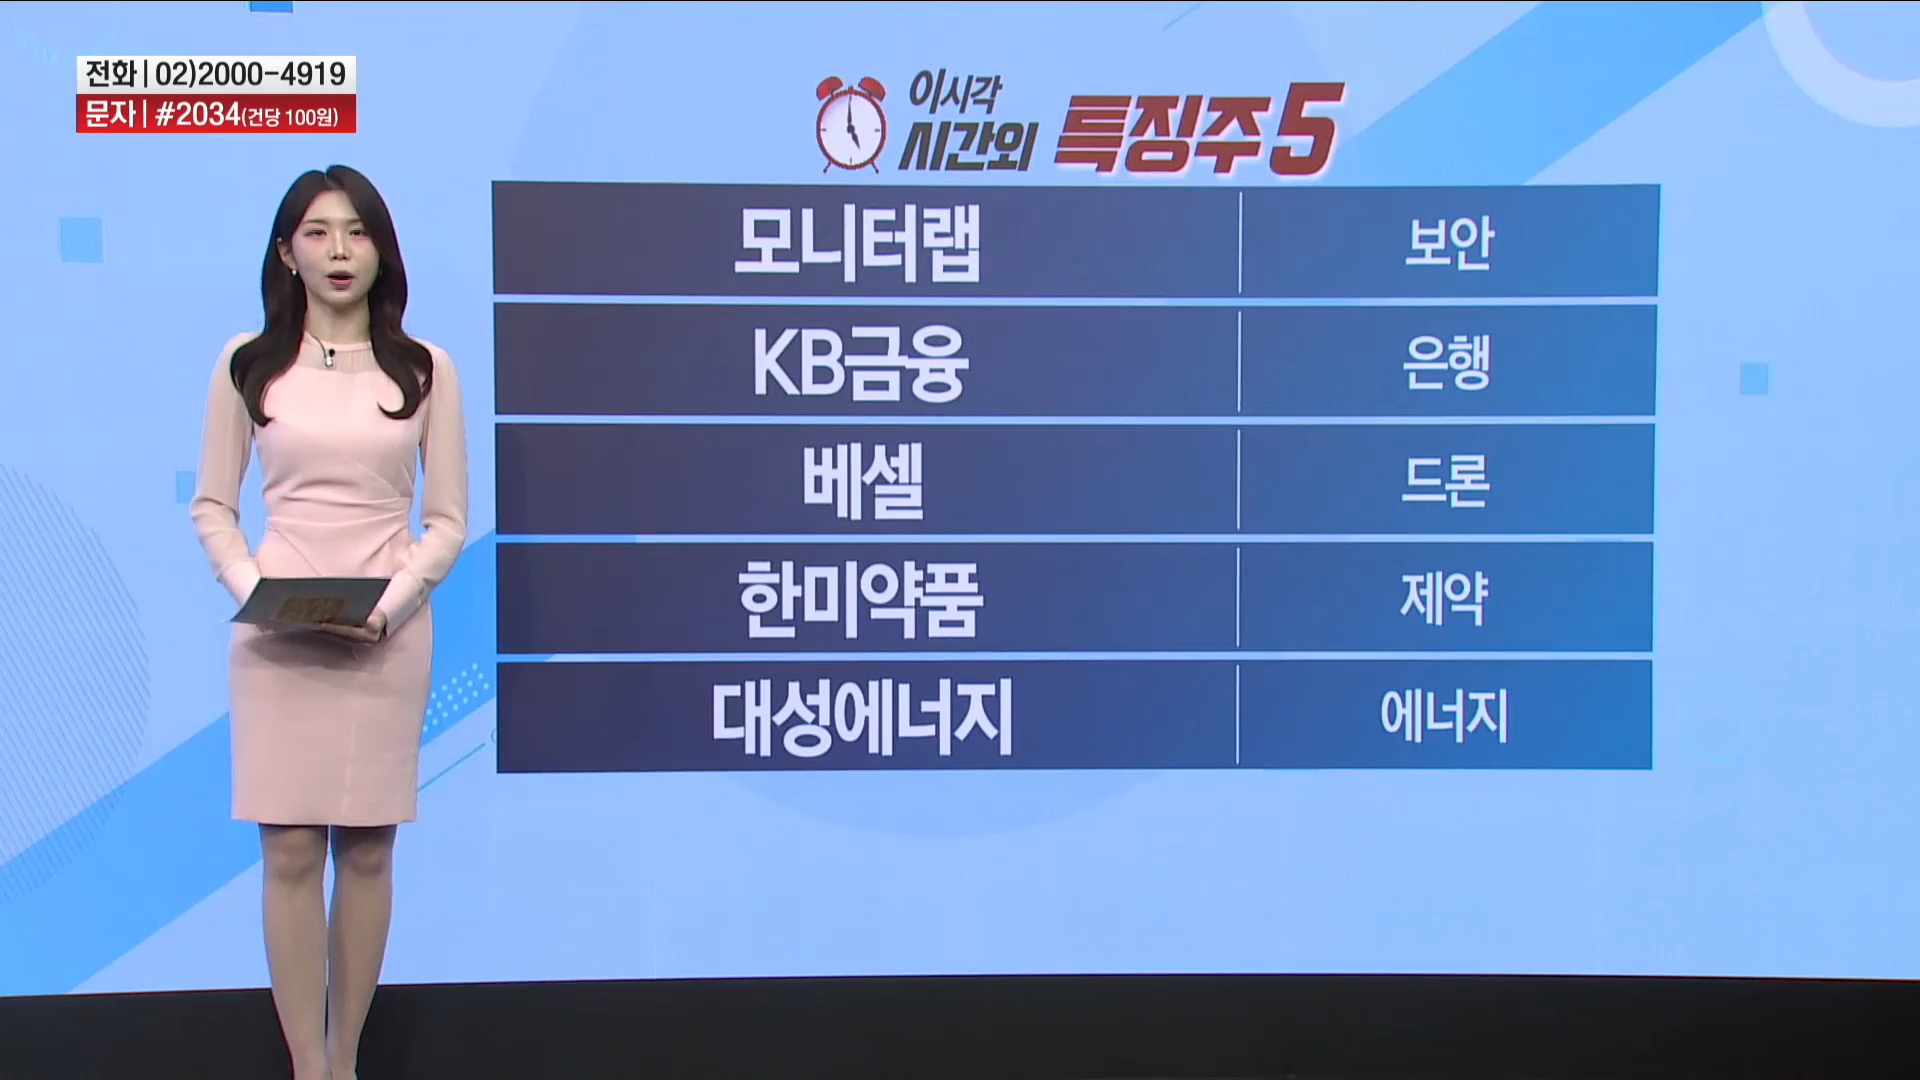 전화 | 02)2000-4919
문자 | #2034(건당 100원)
이시각
시간외 특징주 5
모니터랩 보안
KB금융 은행
베셀 드론
한미약품 제약
대성에너지 에너지